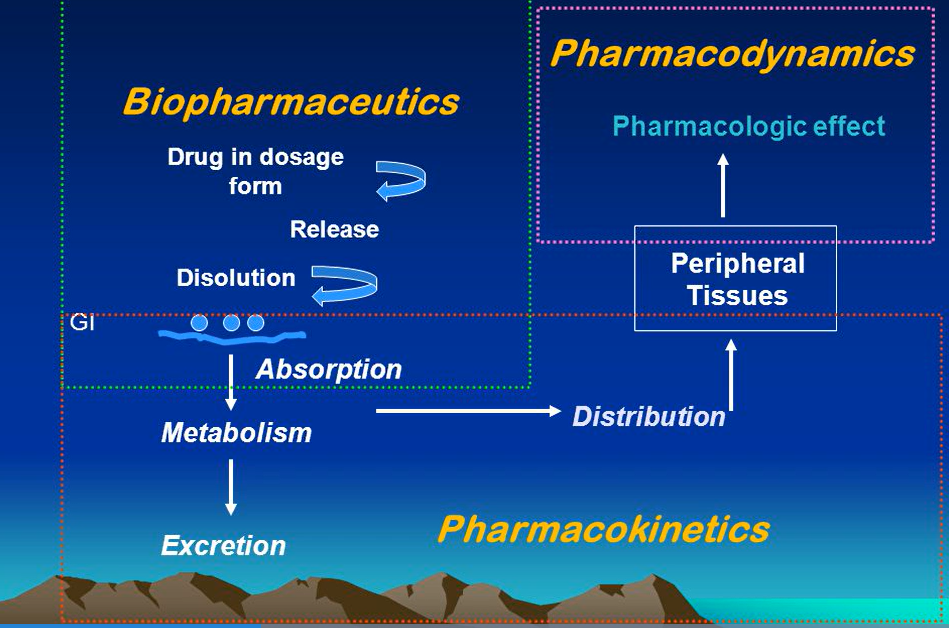 Pharmacodynamics
Biopharmaceutics
Pharmacologic effect
Drug in dosage
form
Release
Disolution
Peripheral
Tissues
GI
Absorption
Metabolism
Distribution
Excretion
Pharmacokinetics